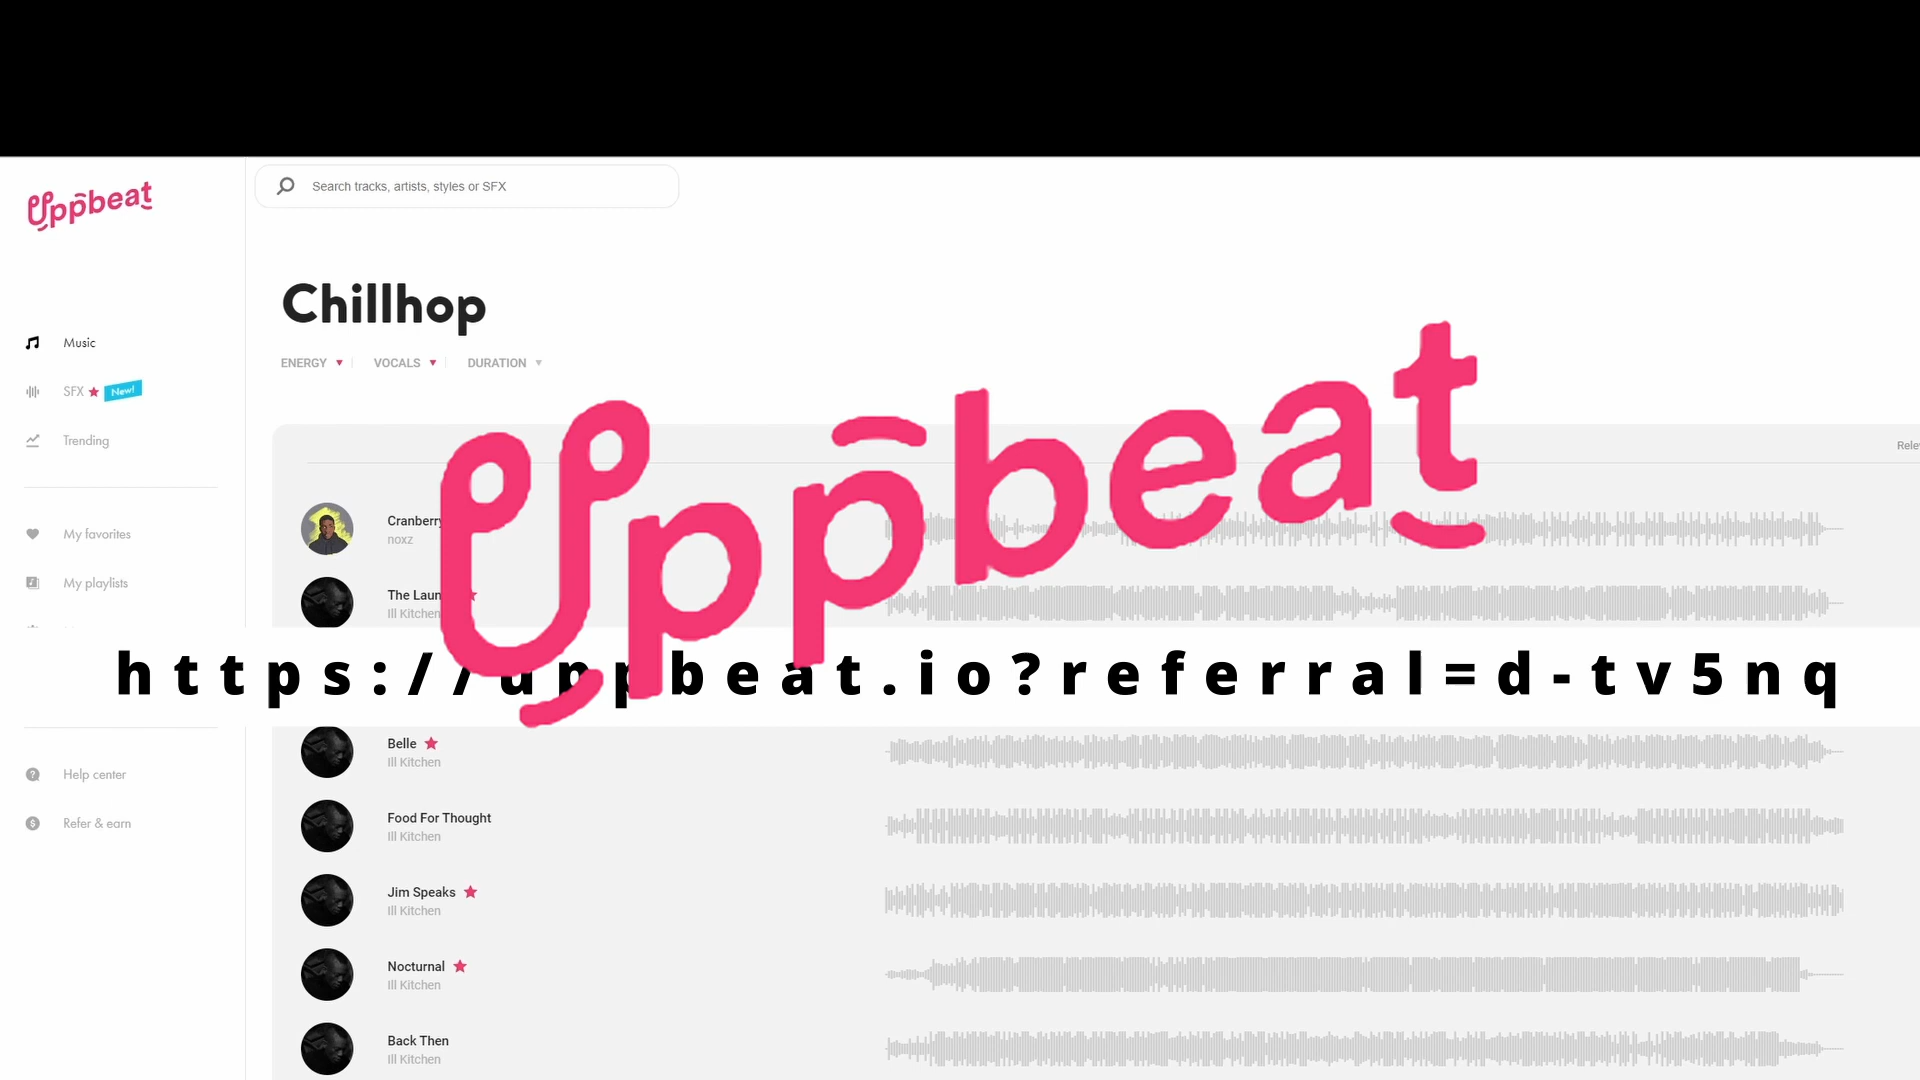 Uppbeat
Search tracks, artists, styles or SFX
Chillhop
Music
ENERGY VOCALS DURATION
SFX New!
Trending
Uppbeat
Cranberry
noxz
My favorites
My playlists
The
Ill Kitchen
https://uppbeat.io?referral=d-tv5nq
Belle
Ill Kitchen
Help center
Food For Thought
Ill Kitchen
Refer & earn
Jim Speaks
Ill Kitchen
Nocturnal
Ill Kitchen
Back Then
Ill Kitchen